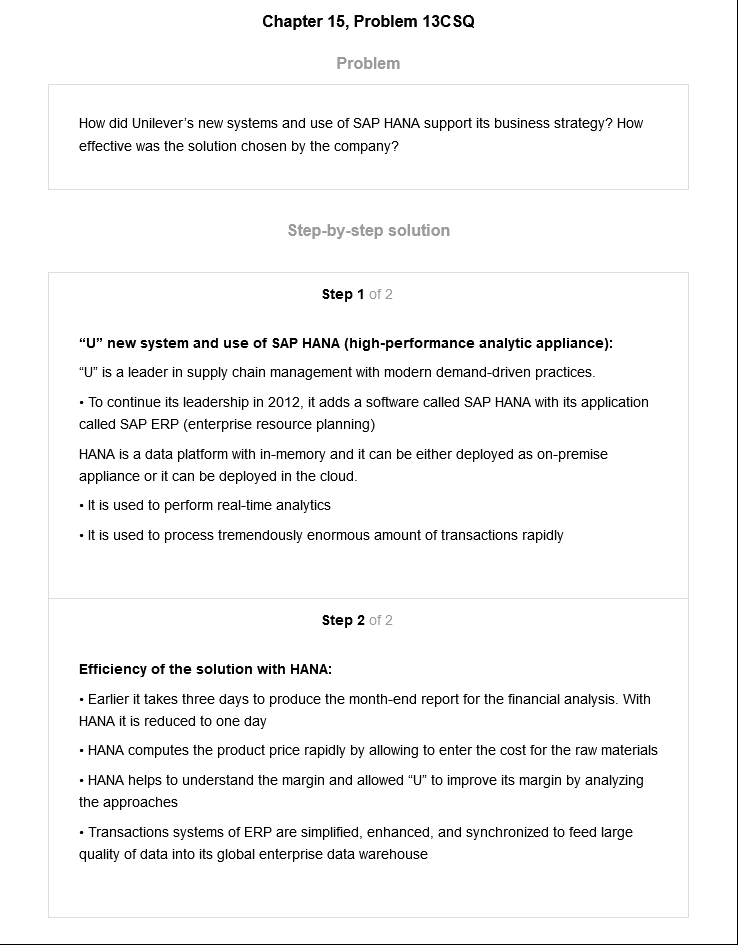 Chapter 15, Problem 13CSQ
Problem
How did Unilever’s new systems and use of SAP HANA support its business strategy? How
effective was the solution chosen by the company?
Step-by-step solution
Step 1 of 2
“U” new system and use of SAP HANA (high-performance analytic appliance):
“U” is a leader in supply chain management with modern demand-driven practices.
• To continue its leadership in 2012, it adds a software called SAP HANA with its application
called SAP ERP (enterprise resource planning)
HANA is a data platform with in-memory and it can be either deployed as on-premise
appliance or it can be deployed in the cloud.
• It is used to perform real-time analytics
• It is used to process tremendously enormous amount of transactions rapidly
Step 2 of 2
Efficiency of the solution with HANA:
• Earlier it takes three days to produce the month-end report for the financial analysis. With
HANA it is reduced to one day
• HANA computes the product price rapidly by allowing to enter the cost for the raw materials
• HANA helps to understand the margin and allowed “U” to improve its margin by analyzing
the approaches
• Transactions systems of ERP are simplified, enhanced, and synchronized to feed large
quality of data into its global enterprise data warehouse